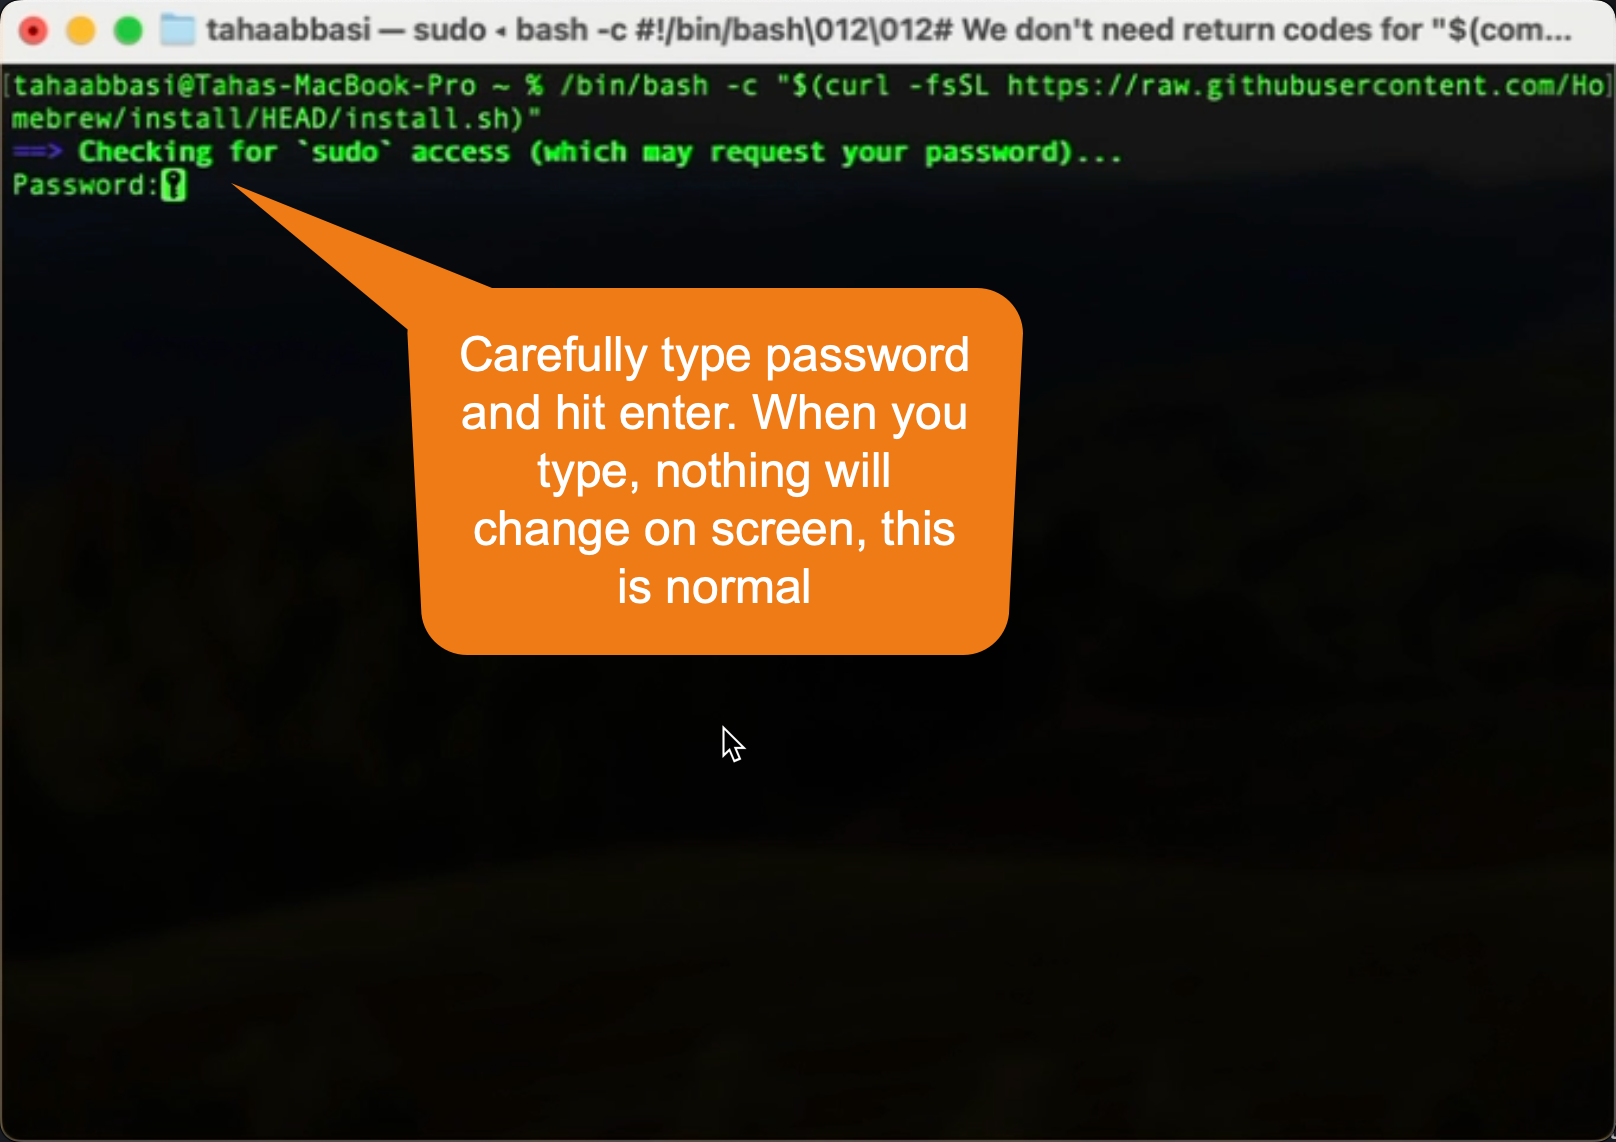 tahaabbasi — sudo ◂ bash -c #!/bin/bash\012\012# We don't need return codes for "$(com...
[tahaabbasi@Tahas-MacBook-Pro ~ % /bin/bash -c "$(curl -fsSL https://raw.githubusercontent.com/Ho]
mebrew/install/HEAD/install.sh)"
==> Checking for `sudo` access (which may request your password)...
Password:
Carefully type password
and hit enter. When you
type, nothing will
change on screen, this
is normal